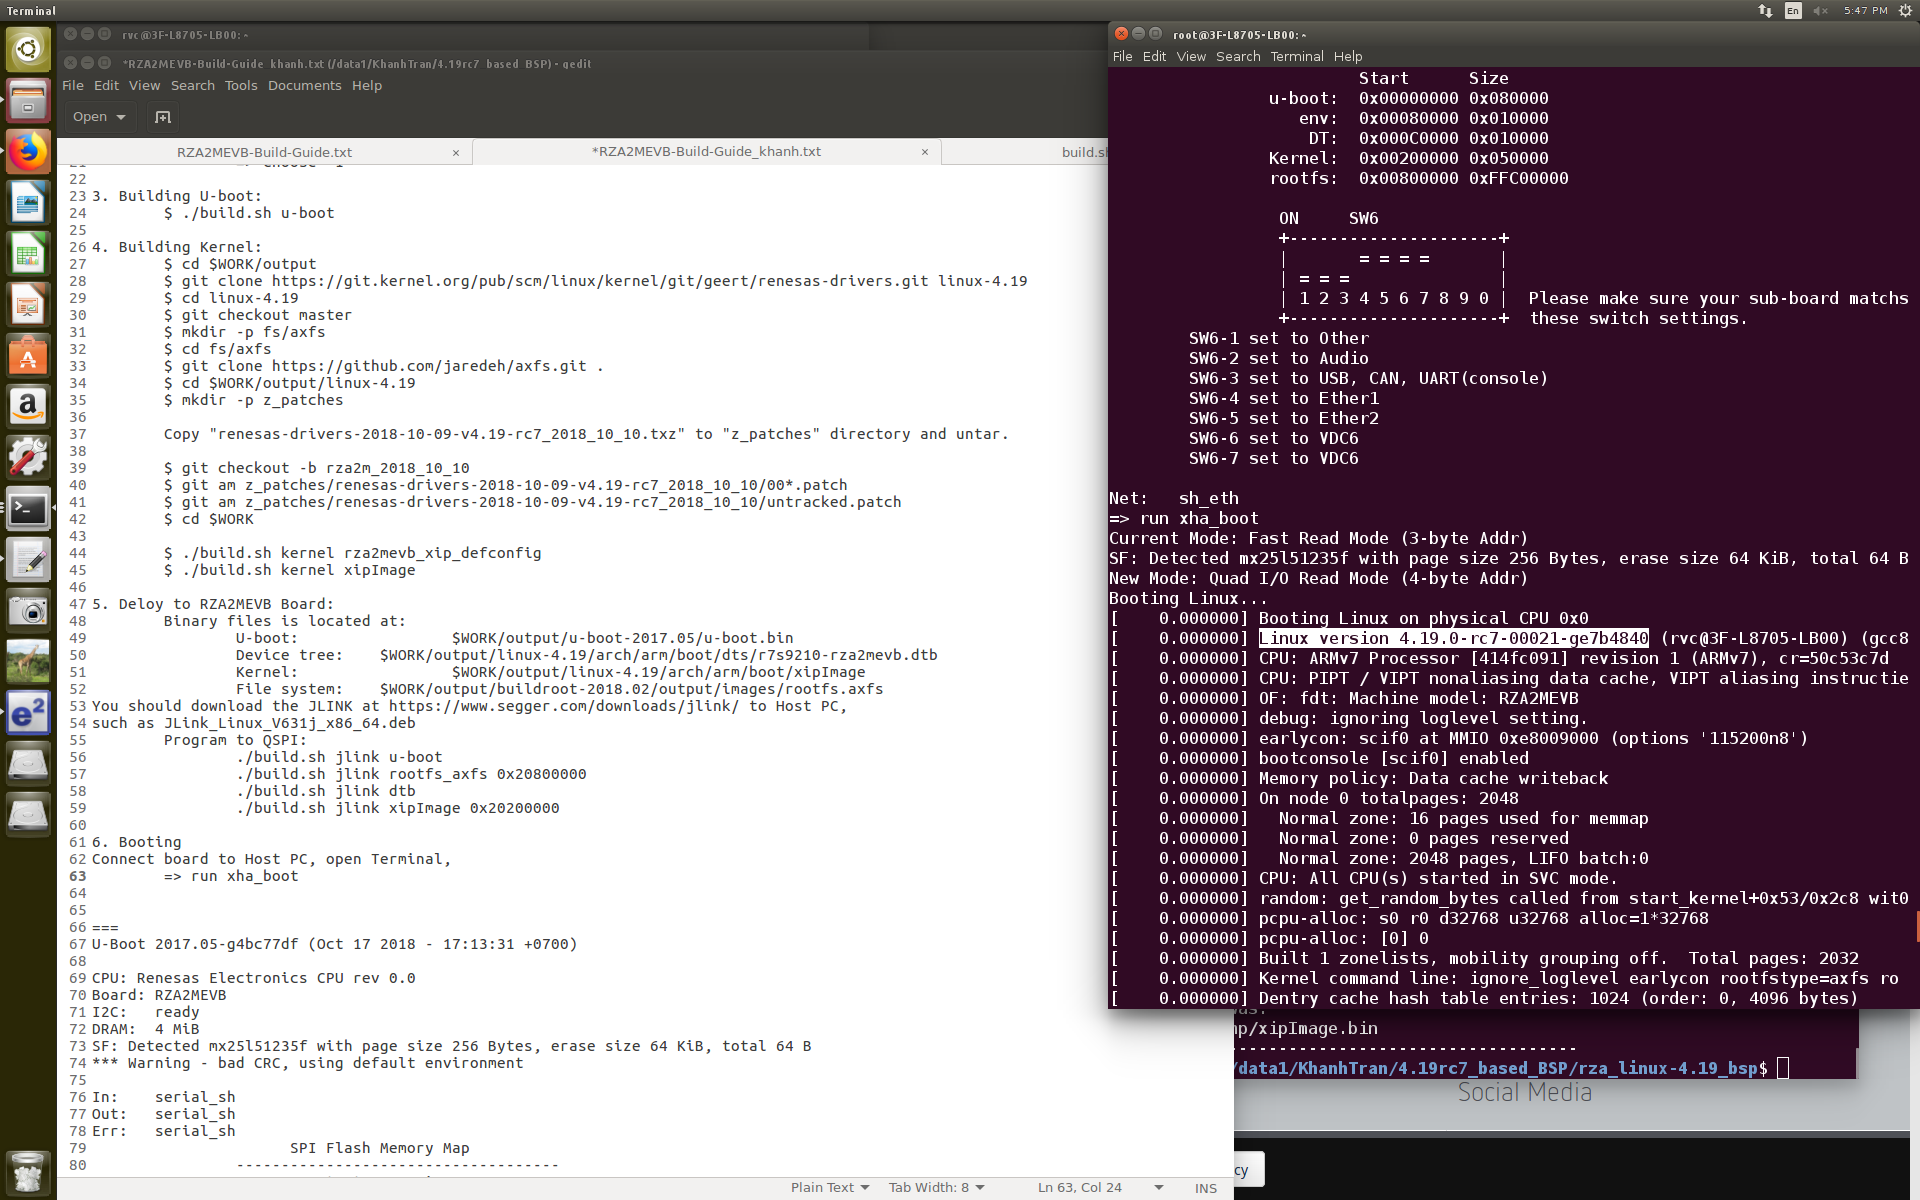 Terminal
En
5:47 PM
rvc@3F-L8705-LB00: ~
*RZA2MEVB-Build-Guide_khanh.txt (/data1/KhanhTran/4.19rc7_based_BSP) - gedit
File Edit View Search Tools Documents Help
Open
RZA2MEVB-Build-Guide.txt × *RZA2MEVB-Build-Guide_khanh.txt × build.sh
22
23 3. Building U-boot:
24 $ ./build.sh u-boot
25
26 4. Building Kernel:
27 $ cd $WORK/output
28 $ git clone https://git.kernel.org/pub/scm/linux/kernel/git/geert/renesas-drivers.git linux-4.19
29 $ cd linux-4.19
30 $ git checkout master
31 $ mkdir -p fs/axfs
32 $ cd fs/axfs
33 $ git clone https://github.com/jaredeh/axfs.git .
34 $ cd $WORK/output/linux-4.19
35 $ mkdir -p z_patches
36
37 Copy "renesas-drivers-2018-10-09-v4.19-rc7_2018_10_10.txz" to "z_patches" directory and untar.
38
39 $ git checkout -b rza2m_2018_10_10
40 $ git am z_patches/renesas-drivers-2018-10-09-v4.19-rc7_2018_10_10/00*.patch
41 $ git am z_patches/renesas-drivers-2018-10-09-v4.19-rc7_2018_10_10/untracked.patch
42 $ cd $WORK
43
44 $ ./build.sh kernel rza2mevb_xip_defconfig
45 $ ./build.sh kernel xipImage
46
47 5. Deloy to RZA2MEVB Board:
48 Binary files is located at:
49 U-boot: $WORK/output/u-boot-2017.05/u-boot.bin
50 Device tree: $WORK/output/linux-4.19/arch/arm/boot/dts/r7s9210-rza2mevb.dtb
51 Kernel: $WORK/output/linux-4.19/arch/arm/boot/xipImage
52 File system: $WORK/output/buildroot-2018.02/output/images/rootfs.axfs
53 You should download the JLINK at https://www.segger.com/downloads/jlink/ to Host PC,
54 such as JLink_Linux_V631j_x86_64.deb
55 Program to QSPI:
56 ./build.sh jlink u-boot
57 ./build.sh jlink rootfs_axfs 0x20800000
58 ./build.sh jlink dtb
59 ./build.sh jlink xipImage 0x20200000
60
61 6. Booting
62 Connect board to Host PC, open Terminal,
63 => run xha_boot
64
65
66 ===
67 U-Boot 2017.05-g4bc77df (Oct 17 2018 - 17:13:31 +0700)
68
69 CPU: Renesas Electronics CPU rev 0.0
70 Board: RZA2MEVB
71 I2C: ready
72 DRAM: 4 MiB
73 SF: Detected mx25l51235f with page size 256 Bytes, erase size 64 KiB, total 64 B
74 *** Warning - bad CRC, using default environment
75
76 In: serial_sh
77 Out: serial_sh
78 Err: serial_sh
79 SPI Flash Memory Map
80 ------------------------------------
Plain Text Tab Width: 8 Ln 63, Col 24 INS
root@3F-L8705-LB00: ~
File Edit View Search Terminal Help
Start Size
u-boot: 0x00000000 0x080000
env: 0x00080000 0x010000
DT: 0x000C0000 0x010000
Kernel: 0x00200000 0x050000
rootfs: 0x00800000 0xFFC00000
ON SW6
+---------------------+
| = = = = |
| = = = |
| 1 2 3 4 5 6 7 8 9 0 | Please make sure your sub-board matchs
+---------------------+ these switch settings.
SW6-1 set to Other
SW6-2 set to Audio
SW6-3 set to USB, CAN, UART(console)
SW6-4 set to Ether1
SW6-5 set to Ether2
SW6-6 set to VDC6
SW6-7 set to VDC6
Net: sh_eth
=> run xha_boot
Current Mode: Fast Read Mode (3-byte Addr)
SF: Detected mx25l51235f with page size 256 Bytes, erase size 64 KiB, total 64 B
New Mode: Quad I/O Read Mode (4-byte Addr)
Booting Linux...
[ 0.000000] Booting Linux on physical CPU 0x0
[ 0.000000] Linux version 4.19.0-rc7-00021-ge7b4840 (rvc@3F-L8705-LB00) (gcc8
[ 0.000000] CPU: ARMv7 Processor [414fc091] revision 1 (ARMv7), cr=50c53c7d
[ 0.000000] CPU: PIPT / VIPT nonaliasing data cache, VIPT aliasing instructie
[ 0.000000] OF: fdt: Machine model: RZA2MEVB
[ 0.000000] debug: ignoring loglevel setting.
[ 0.000000] earlycon: scif0 at MMIO 0xe8009000 (options '115200n8')
[ 0.000000] bootconsole [scif0] enabled
[ 0.000000] Memory policy: Data cache writeback
[ 0.000000] On node 0 totalpages: 2048
[ 0.000000] Normal zone: 16 pages used for memmap
[ 0.000000] Normal zone: 0 pages reserved
[ 0.000000] Normal zone: 2048 pages, LIFO batch:0
[ 0.000000] CPU: All CPU(s) started in SVC mode.
[ 0.000000] random: get_random_bytes called from start_kernel+0x53/0x2c8 wit0
[ 0.000000] pcpu-alloc: s0 r0 d32768 u32768 alloc=1*32768
[ 0.000000] pcpu-alloc: [0] 0
[ 0.000000] Built 1 zonelists, mobility grouping off. Total pages: 2032
[ 0.000000] Kernel command line: ignore_loglevel earlycon rootfstype=axfs ro
[ 0.000000] Dentry cache hash table entries: 1024 (order: 0, 4096 bytes)
np/xipImage.bin
----------------------------------
/data1/KhanhTran/4.19rc7_based_BSP/rza_linux-4.19_bsp$
Social Media
cy